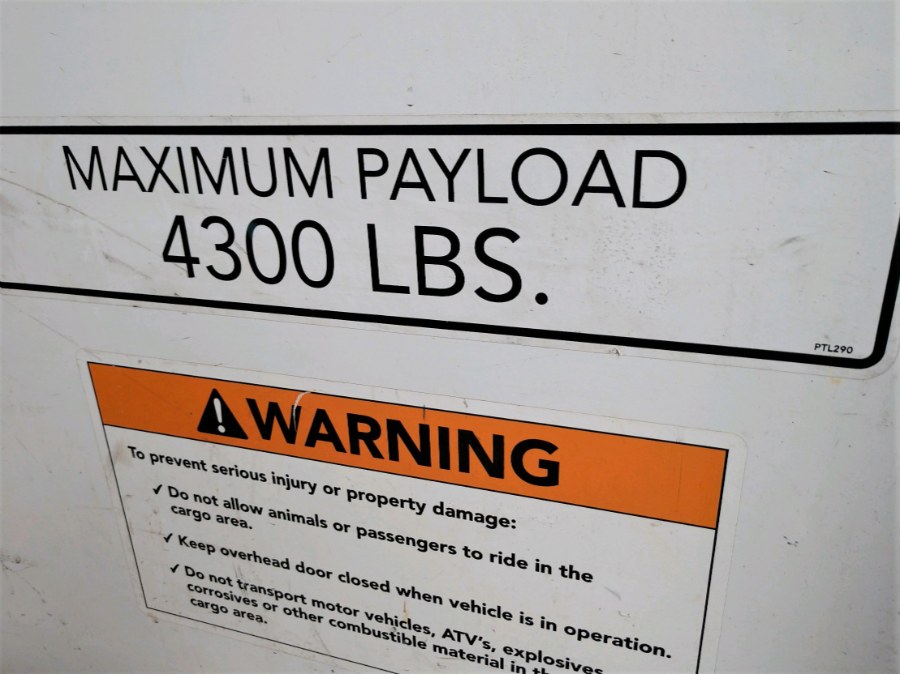 MAXIMUM PAYLOAD
4300 LBS.
PTL290
WARNING
To prevent serious injury or property damage:
✓ Do not allow animals or passengers to ride in the
cargo area.
✓ Keep overhead door closed when vehicle is in operation.
✓ Do not transport motor vehicles, ATV's, explosives
corrosives or other combustible material in
cargo area.